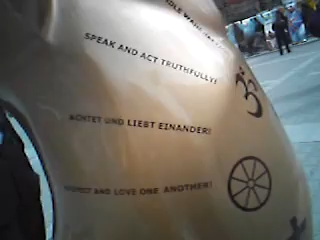 SPEAK AND ACT TRUTHFULLY!
ॐ
ACHTET UND LIEBT EINANDER!
RESPECT AND LOVE ONE ANOTHER!